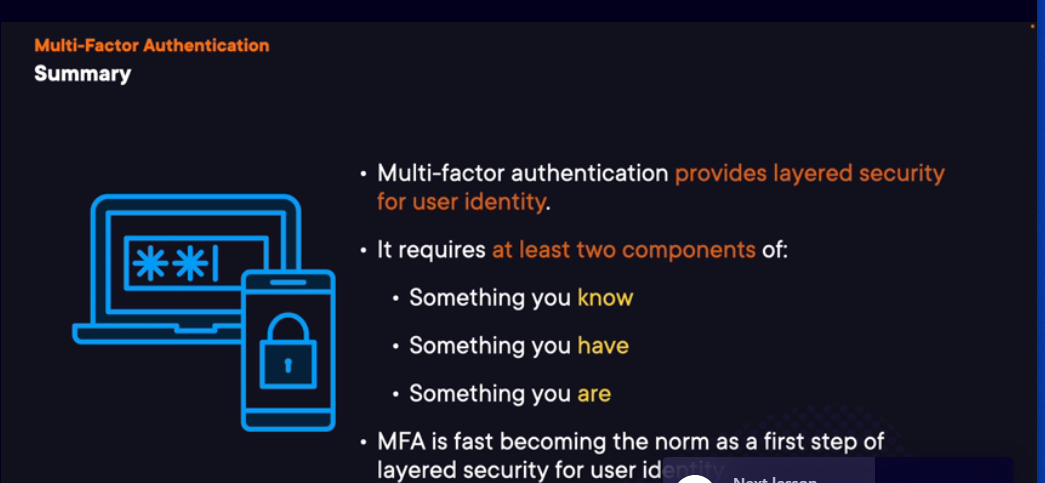 Multi-Factor Authentication
Summary
• Multi-factor authentication provides layered security
for user identity.
• It requires at least two components of:
• Something you know
• Something you have
• Something you are
• MFA is fast becoming the norm as a first step of
layered security for user identity
Next lesson